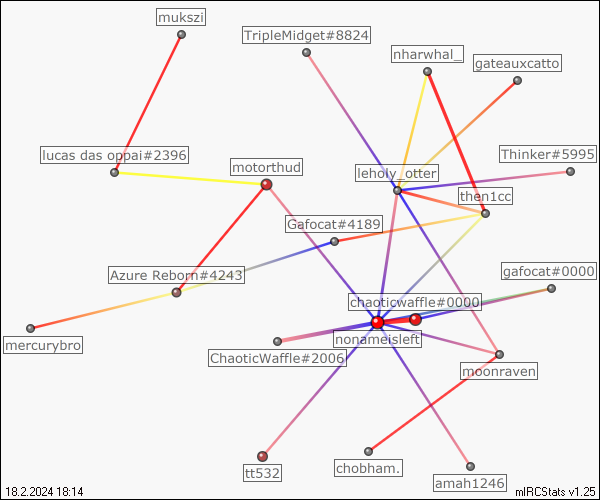 mukszi
TripleMidget#8824
nharwhal_
gateauxcatto
lucas das oppai#2396
motorthud
leholy_otter
Thinker#5995
then1cc
Gafocat#4189
Azure Reborn#4243
gafocat#0000
chaoticwaffle#0000
mercurybro
nonameisleft
ChaoticWaffle#2006
moonraven
tt532
chobham.
amah1246
18.2.2024 18:14
mIRCStats v1.25